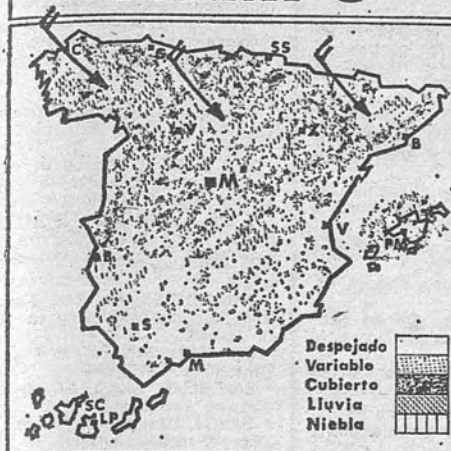 C
G
SS
V
Z
B
M
V
PM
B
S
M
SC
LP
Despejado
Variable
Cubierto
Lluvia
Niebla